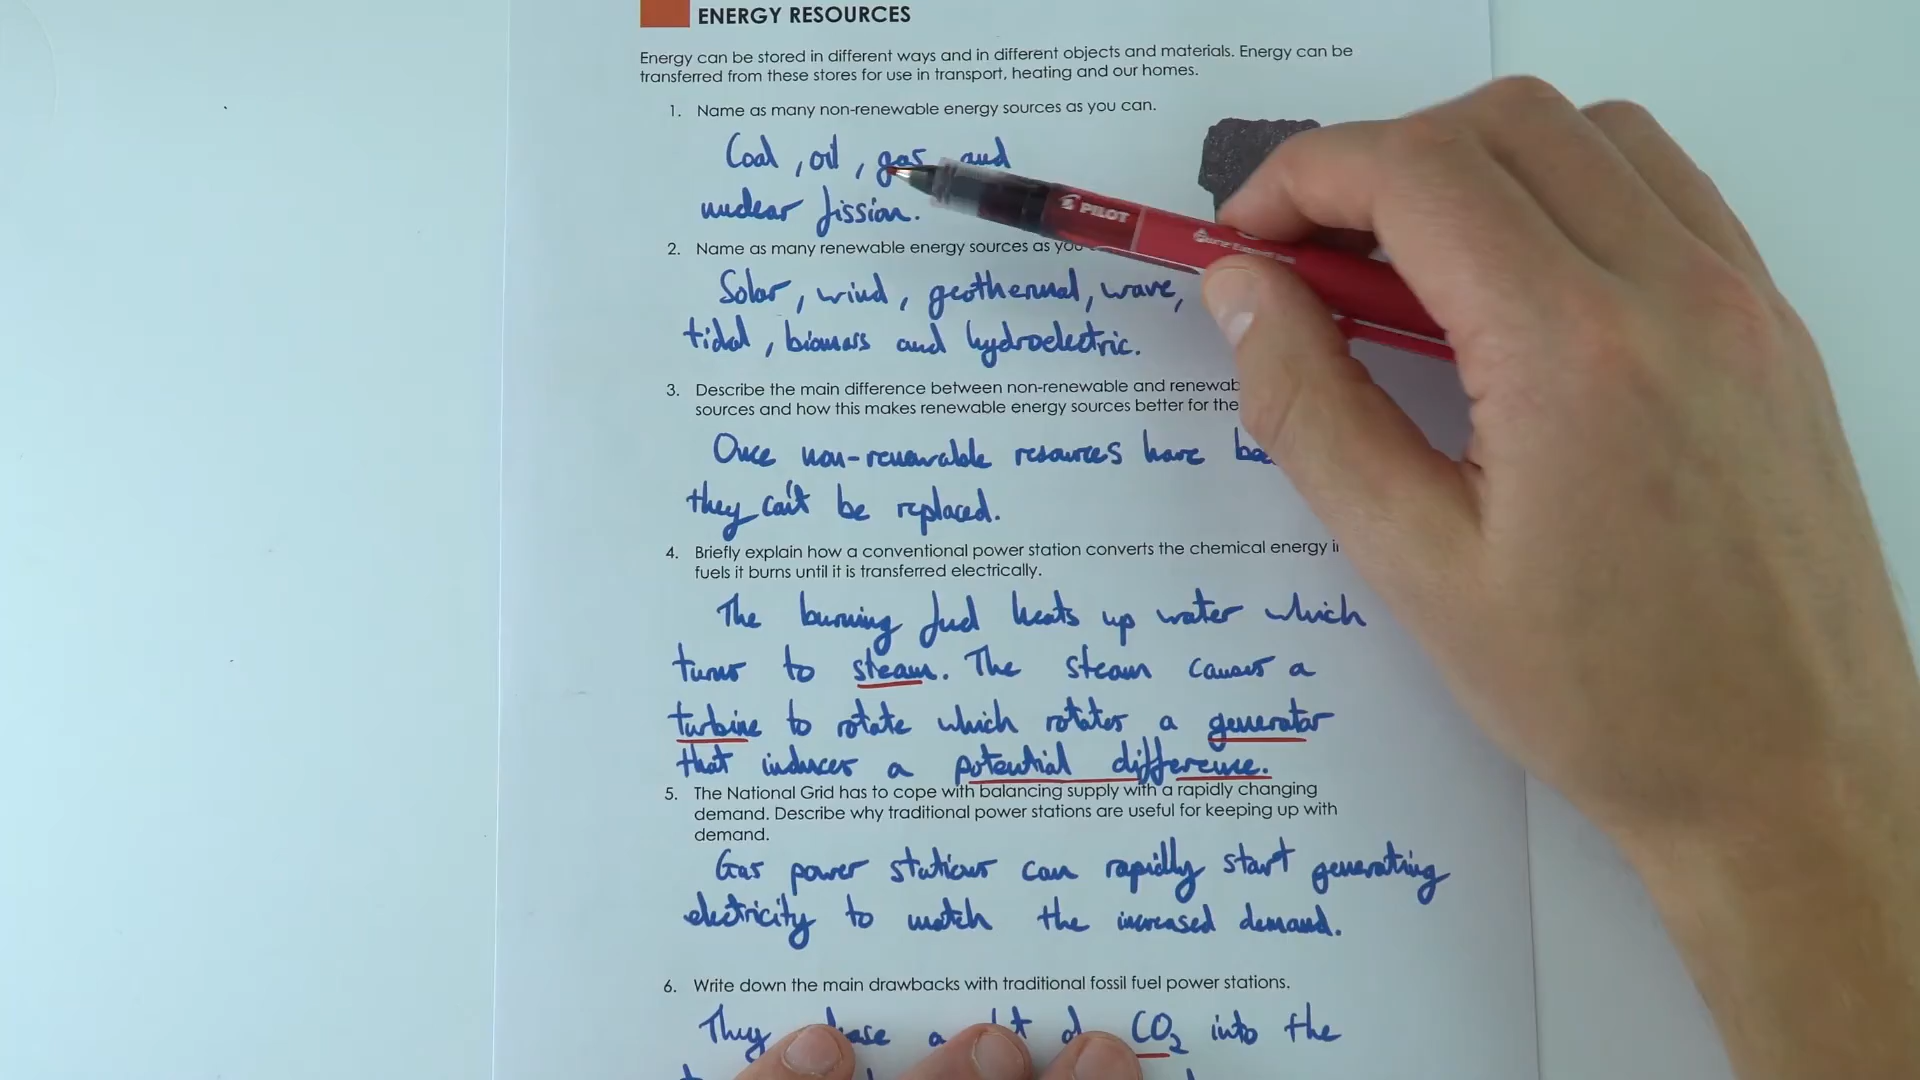 ENERGY RESOURCES
Energy can be stored in different ways and in different objects and materials. Energy can be
transferred from these stores for use in transport, heating and our homes.
1. Name as many non-renewable energy sources as you can.
Coal, oil, gas and
nuclear fission.
PILOT
2. Name as many renewable energy sources as you
Solar, wind, geothermal, wave,
tidal, biomass and hydroelectric.
3. Describe the main difference between non-renewable and
sources and how this makes renewable energy sources better for the
Once non-renewable resources have
they can't be replaced.
4. Briefly explain how a conventional power station converts the chemical energy
fuels it burns until it is transferred electrically.
The burning fuel heats up water which
turns to steam. The steam causes a
turbine to rotate which rotates a generator
that induces a potential difference.
5. The National Grid has to cope with balancing supply with a rapidly changing
demand. Describe why traditional power stations are useful for keeping up with
demand.
Gas power stations can rapidly start generating
electricity to match the increased demand.
6. Write down the main drawbacks with traditional fossil fuel power stations.
They a CO2 into the